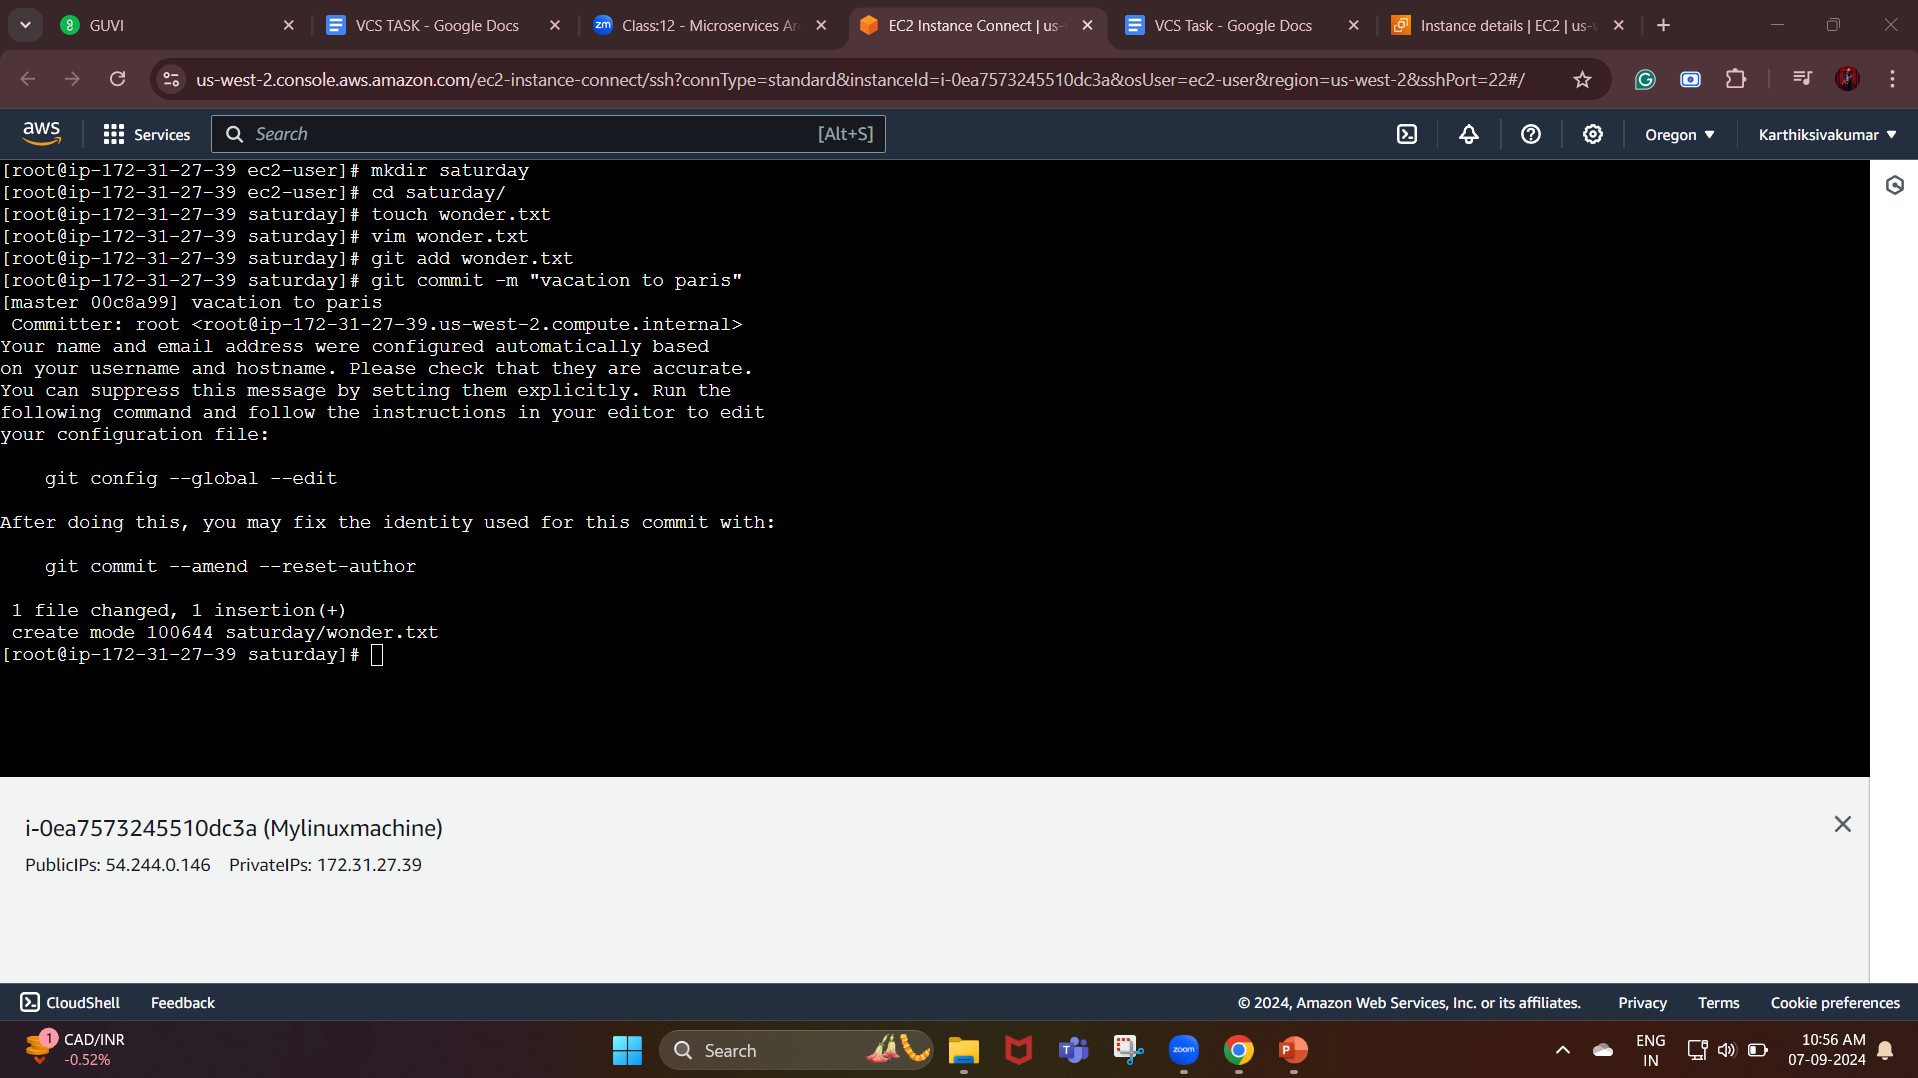 GUVI
VCS TASK - Google Docs
zm
Class:12 - Microservices Ar
EC2 Instance Connect | us-
VCS Task - Google Docs
Instance details | EC2 | us-
us-west-2.console.aws.amazon.com/ec2-instance-connect/ssh?connType=standard&instanceId=i-0ea7573245510dc3a&osUser=ec2-user&region=us-west-2&sshPort=22#/
aws
Services
Search
[Alt+S]
Oregon
Karthiksivakumar
[root@ip-172-31-27-39 ec2-user]# mkdir saturday
[root@ip-172-31-27-39 ec2-user]# cd saturday/
[root@ip-172-31-27-39 saturday]# touch wonder.txt
[root@ip-172-31-27-39 saturday]# vim wonder.txt
[root@ip-172-31-27-39 saturday]# git add wonder.txt
[root@ip-172-31-27-39 saturday]# git commit -m "vacation to paris"
[master 00c8a99] vacation to paris
Committer: root <root@ip-172-31-27-39.us-west-2.compute.internal>
Your name and email address were configured automatically based
on your username and hostname. Please check that they are accurate.
You can suppress this message by setting them explicitly. Run the
following command and follow the instructions in your editor to edit
your configuration file:
git config --global --edit
After doing this, you may fix the identity used for this commit with:
git commit --amend --reset-author
1 file changed, 1 insertion(+)
create mode 100644 saturday/wonder.txt
[root@ip-172-31-27-39 saturday]#
i-0ea7573245510dc3a (Mylinuxmachine)
PublicIPs: 54.244.0.146 PrivateIPs: 172.31.27.39
CloudShell
Feedback
© 2024, Amazon Web Services, Inc. or its affiliates.
Privacy
Terms
Cookie preferences
1
CAD/INR
-0.52%
Search
zoom
ENG
IN
10:56 AM
07-09-2024